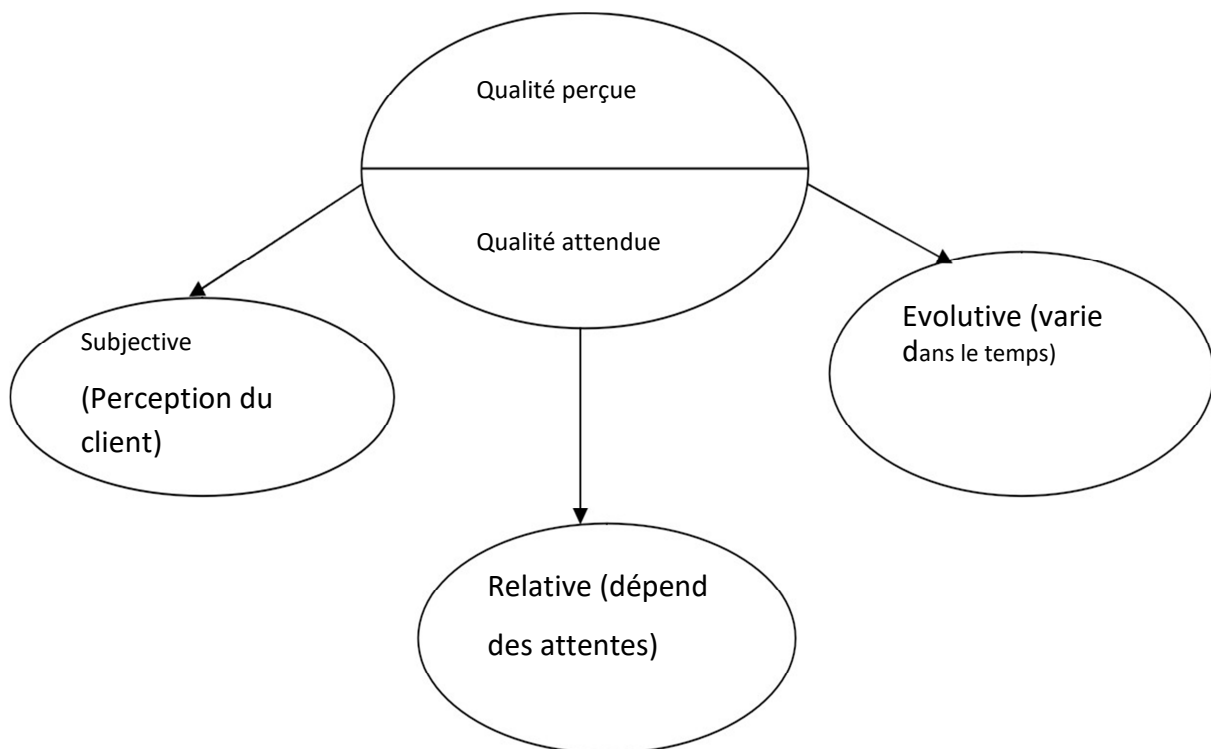 Qualité perçue
Qualité attendue
Subjective
(Perception du
client)
Evolutive (varie
dans le temps)
Relative (dépend
des attentes)